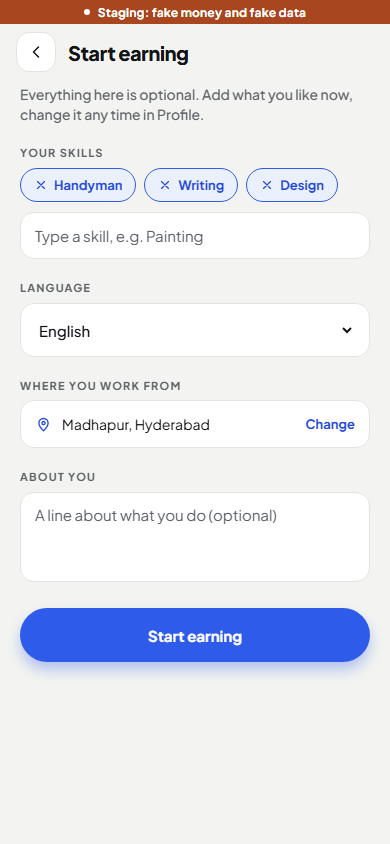 Staging: fake money and fake data
Start earning
Everything here is optional. Add what you like now,
change it any time in Profile.
YOUR SKILLS
Handyman
Writing
Design
Type a skill, e.g. Painting
LANGUAGE
English
WHERE YOU WORK FROM
Madhapur, Hyderabad
Change
ABOUT YOU
A line about what you do (optional)
Start earning